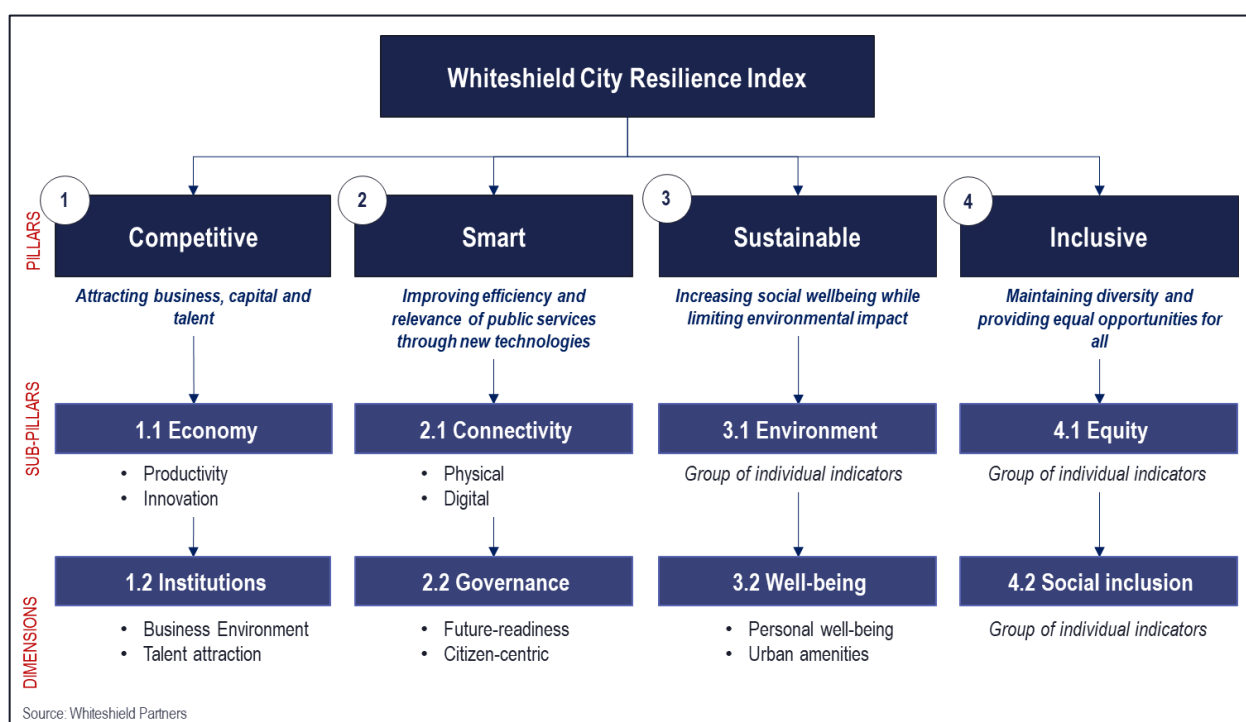 Whiteshield City Resilience Index
PILLARS
1
Competitive
Attracting business, capital and
talent
2
Smart
Improving efficiency and
relevance of public services
through new technologies
3
Sustainable
Increasing social wellbeing while
limiting environmental impact
4
Inclusive
Maintaining diversity and
providing equal opportunities for
all
SUB-PILLARS
1.1 Economy
• Productivity
• Innovation
2.1 Connectivity
• Physical
• Digital
3.1 Environment
Group of individual indicators
4.1 Equity
Group of individual indicators
DIMENSIONS
1.2 Institutions
• Business Environment
• Talent attraction
2.2 Governance
• Future-readiness
• Citizen-centric
3.2 Well-being
• Personal well-being
• Urban amenities
4.2 Social inclusion
Group of individual indicators
Source: Whiteshield Partners